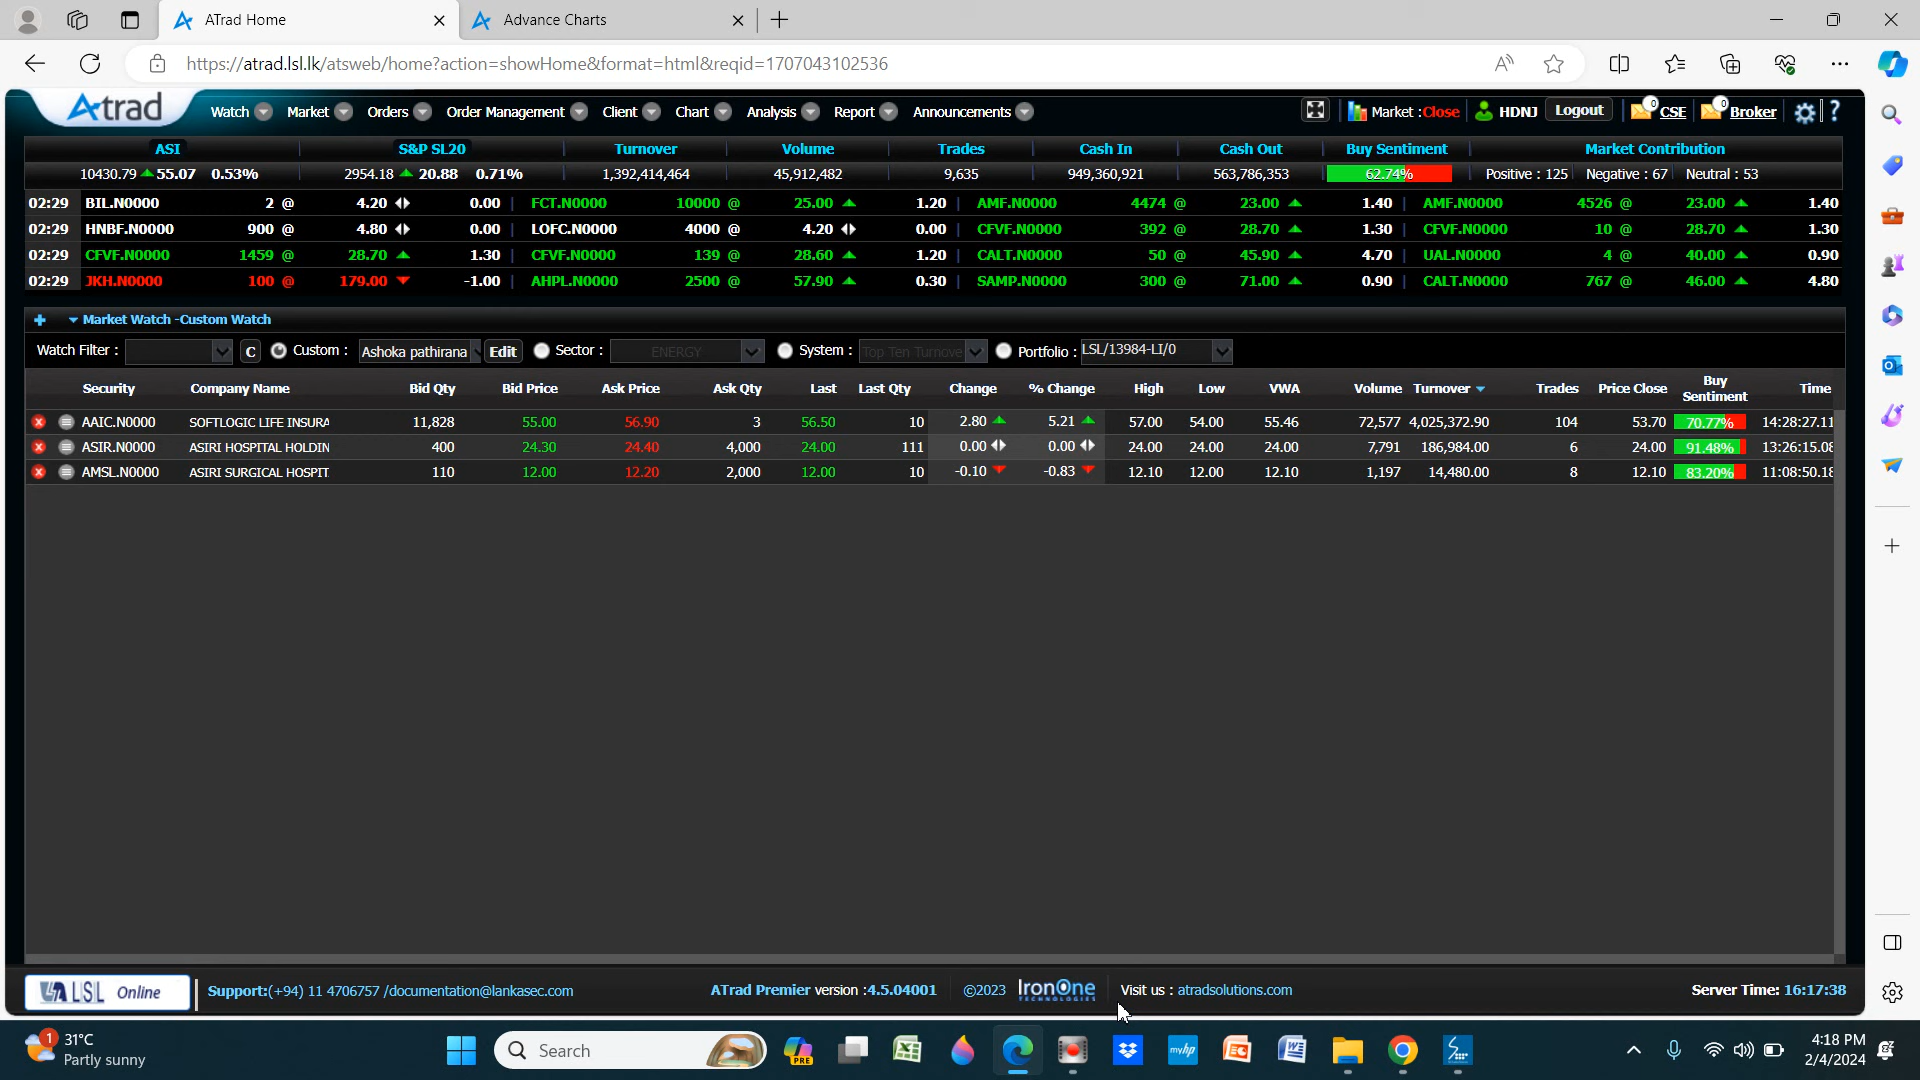 ATrad Home
Advance Charts
https://atrad.lsl.lk/atsweb/home?action=showHome&format=html&reqid=1707043102536
Atrad Watch Market Orders Order Management Client Chart Analysis Report Announcements Market :Close HDNJ Logout 0 CSE 0 Broker ?
ASI S&P SL20 Turnover Volume Trades Cash In Cash Out Buy Sentiment Market Contribution
10430.79 55.07 0.53% 2954.18 20.88 0.71% 1,392,414,464 45,912,482 9,635 949,360,921 563,786,353 62.74% Positive : 125 Negative : 67 Neutral : 53
02:29 BIL.N0000 2 @ 4.20 0.00 FCT.N0000 10000 @ 25.00 1.20 AMF.N0000 4474 @ 23.00 1.40 AMF.N0000 4526 @ 23.00 1.40
02:29 HNBF.N0000 900 @ 4.80 0.00 LOFC.N0000 4000 @ 4.20 0.00 CFVF.N0000 392 @ 28.70 1.30 CFVF.N0000 10 @ 28.70 1.30
02:29 CFVF.N0000 1459 @ 28.70 1.30 CFVF.N0000 139 @ 28.60 1.20 CALT.N0000 50 @ 45.90 4.70 UAL.N0000 4 @ 40.00 0.90
02:29 JKH.N0000 100 @ 179.00 -1.00 AHPL.N0000 2500 @ 57.90 0.30 SAMP.N0000 300 @ 71.00 0.90 CALT.N0000 767 @ 46.00 4.80
Market Watch -Custom Watch
Watch Filter : C Custom : Ashoka pathirana Edit Sector : ENERGY System : Top Ten Turnove Portfolio : LSL/13984-LI/0
Security Company Name Bid Qty Bid Price Ask Price Ask Qty Last Last Qty Change % Change High Low VWA Volume Turnover Trades Price Close Buy Sentiment Time
AAIC.N0000 SOFTLOGIC LIFE INSURA 11,828 55.00 56.90 3 56.50 10 2.80 5.21 57.00 54.00 55.46 72,577 4,025,372.90 104 53.70 70.77% 14:28:27.11
ASIR.N0000 ASIRI HOSPITAL HOLDIN 400 24.30 24.40 4,000 24.00 111 0.00 0.00 24.00 24.00 24.00 7,791 186,984.00 6 24.00 91.48% 13:26:15.08
AMSL.N0000 ASIRI SURGICAL HOSPIT 110 12.00 12.20 2,000 12.00 10 -0.10 -0.83 12.10 12.00 12.10 1,197 14,480.00 8 12.10 83.20% 11:08:50.18
LSL Online Support:(+94) 11 4706757 /documentation@lankasec.com ATrad Premier version :4.5.04001 ©2023 IronOne TECHNOLOGIES Visit us : atradsolutions.com Server Time: 16:17:38
1 31°C
Partly sunny
Search
PRE
myhp
4:18 PM
2/4/2024